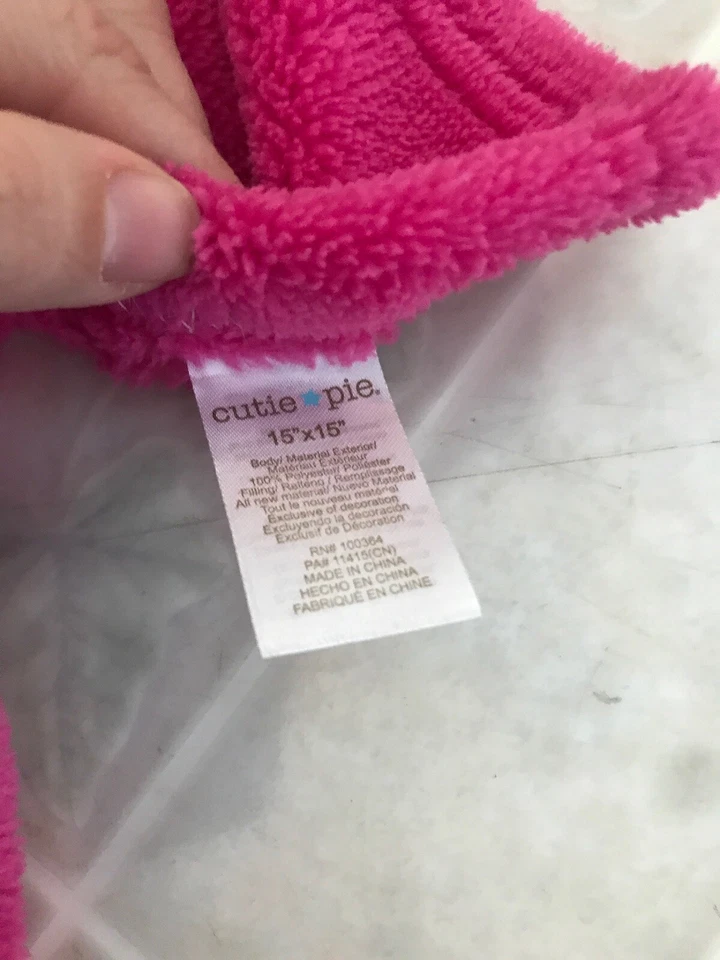 cutie pie.
15"x15"
Body/ Material Exterior/
Matériau Extérieur
100% Polyester/ Poliéster
Filling/ Relleno / Remplissage
All new material/ Nuevo Material
Tout le nouveau matériel
Exclusive of decoration
Excluyendo la decoración
Exclusif de Décoration
RN# 100364
PA# 11415(CN)
MADE IN CHINA
HECHO EN CHINA
FABRIQUÉ EN CHINE